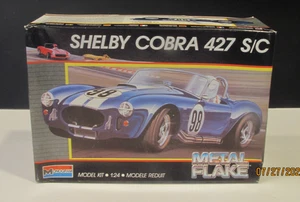 SHELBY COBRA 427 S/C
98
98
METAL
FLAKE
MODEL KIT • 1:24 • MODELE REDUIT